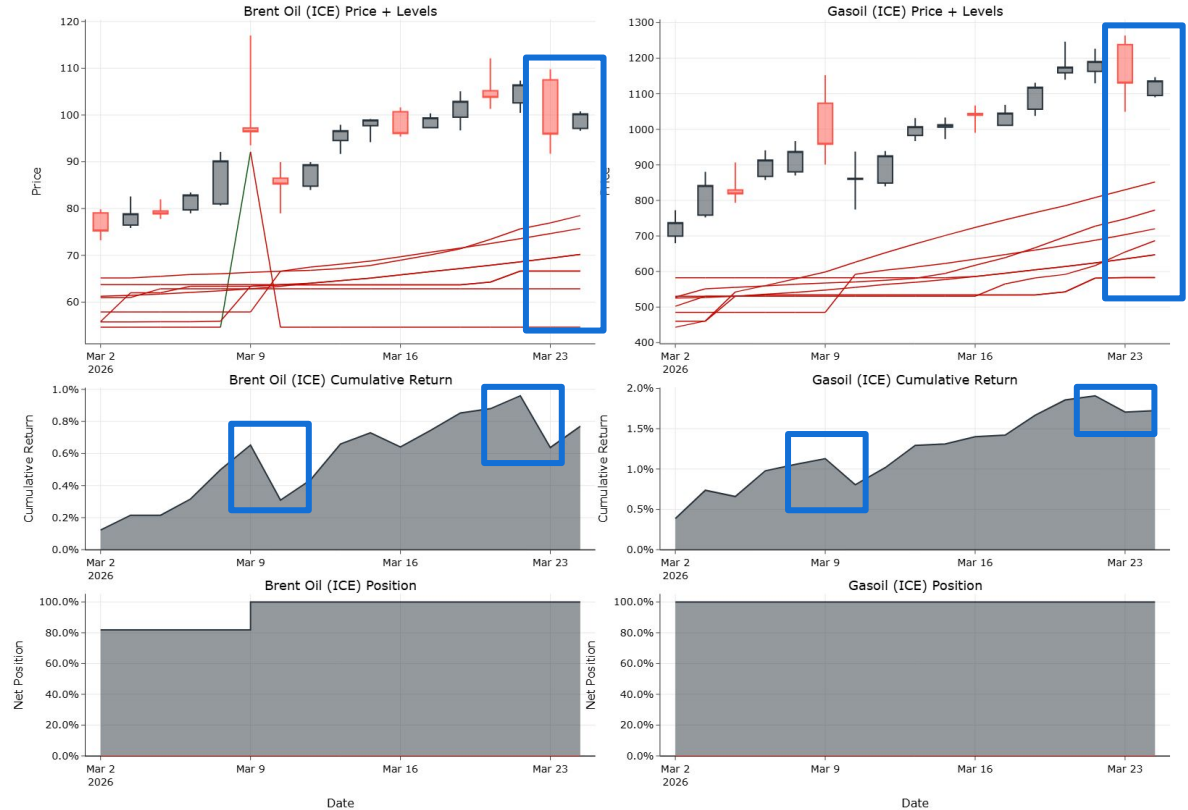 Brent Oil (ICE) Price + Levels
120
110
100
90
80
70
60
Price
Mar 2
2026
Mar 9
Mar 16
Mar 23
Gasoil (ICE) Price + Levels
1300
1200
1100
1000
900
800
700
600
500
400
Price
Mar 2
2026
Mar 9
Mar 16
Mar 23
Brent Oil (ICE) Cumulative Return
1.0%
0.8%
0.6%
0.4%
0.2%
0.0%
Cumulative Return
Mar 2
2026
Mar 9
Mar 16
Mar 23
Gasoil (ICE) Cumulative Return
2.0%
1.5%
1.0%
0.5%
0.0%
Cumulative Return
Mar 2
2026
Mar 9
Mar 16
Mar 23
Brent Oil (ICE) Position
100.0%
80.0%
60.0%
40.0%
20.0%
0.0%
Net Position
Mar 2
2026
Mar 9
Mar 16
Mar 23
Date
Gasoil (ICE) Position
100.0%
80.0%
60.0%
40.0%
20.0%
0.0%
Net Position
Mar 2
2026
Mar 9
Mar 16
Mar 23
Date